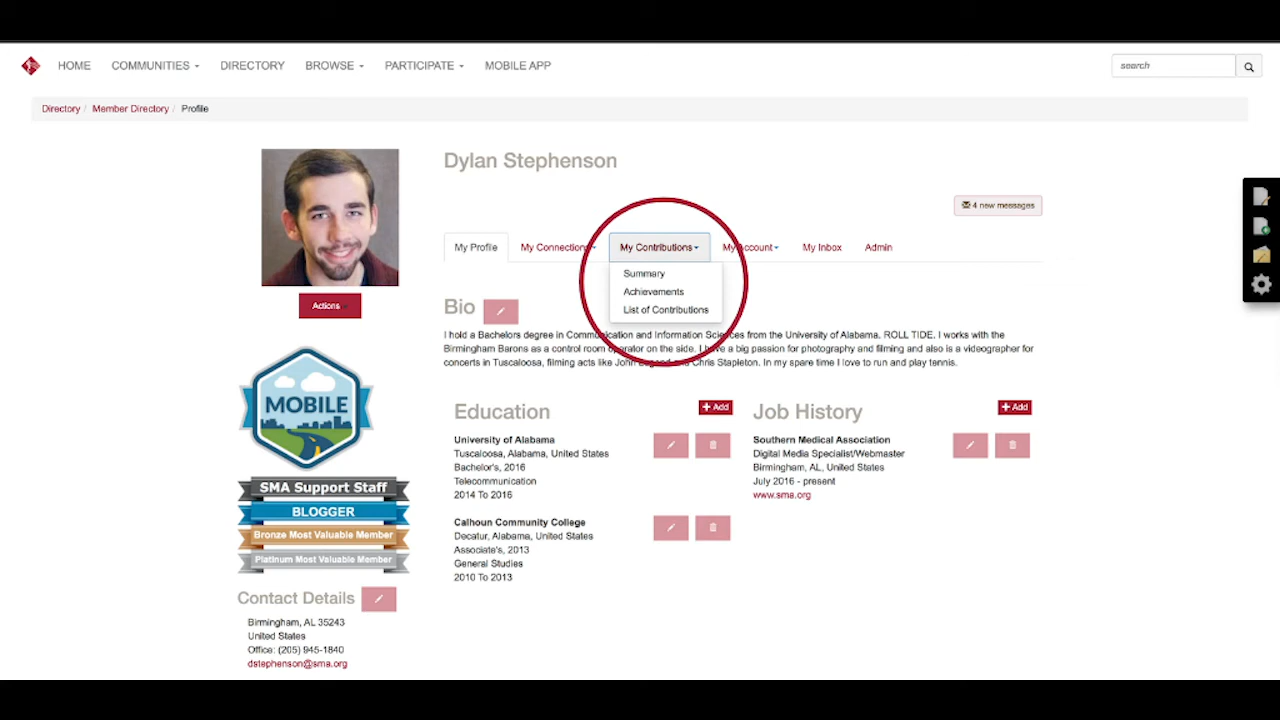 HOME COMMUNITIES DIRECTORY BROWSE PARTICIPATE MOBILE APP search
Directory / Member Directory / Profile
Dylan Stephenson
4 new messages
My Profile My Connections My Contributions My Account My Inbox Admin
Summary
Achievements
List of Contributions
Actions
Bio
I hold a Bachelors degree in Communication and Information Sciences from the University of Alabama. ROLL TIDE. I works with the
Birmingham Barons as a control room operator on the side. I have a big passion for photography and filming and also is a videographer for
concerts in Tuscaloosa, filming acts like John Legend and Chris Stapleton. In my spare time I love to run and play tennis.
MOBILE
SMA Support Staff
BLOGGER
Bronze Most Valuable Member
Platinum Most Valuable Member
Contact Details
Birmingham, AL 35243
United States
Office: (205) 945-1840
dstephenson@sma.org
Education
+ Add
University of Alabama
Tuscaloosa, Alabama, United States
Bachelor's, 2016
Telecommunication
2014 To 2016
Calhoun Community College
Decatur, Alabama, United States
Associate's, 2013
General Studies
2010 To 2013
Job History
+ Add
Southern Medical Association
Digital Media Specialist/Webmaster
Birmingham, AL, United States
July 2016 - present
www.sma.org